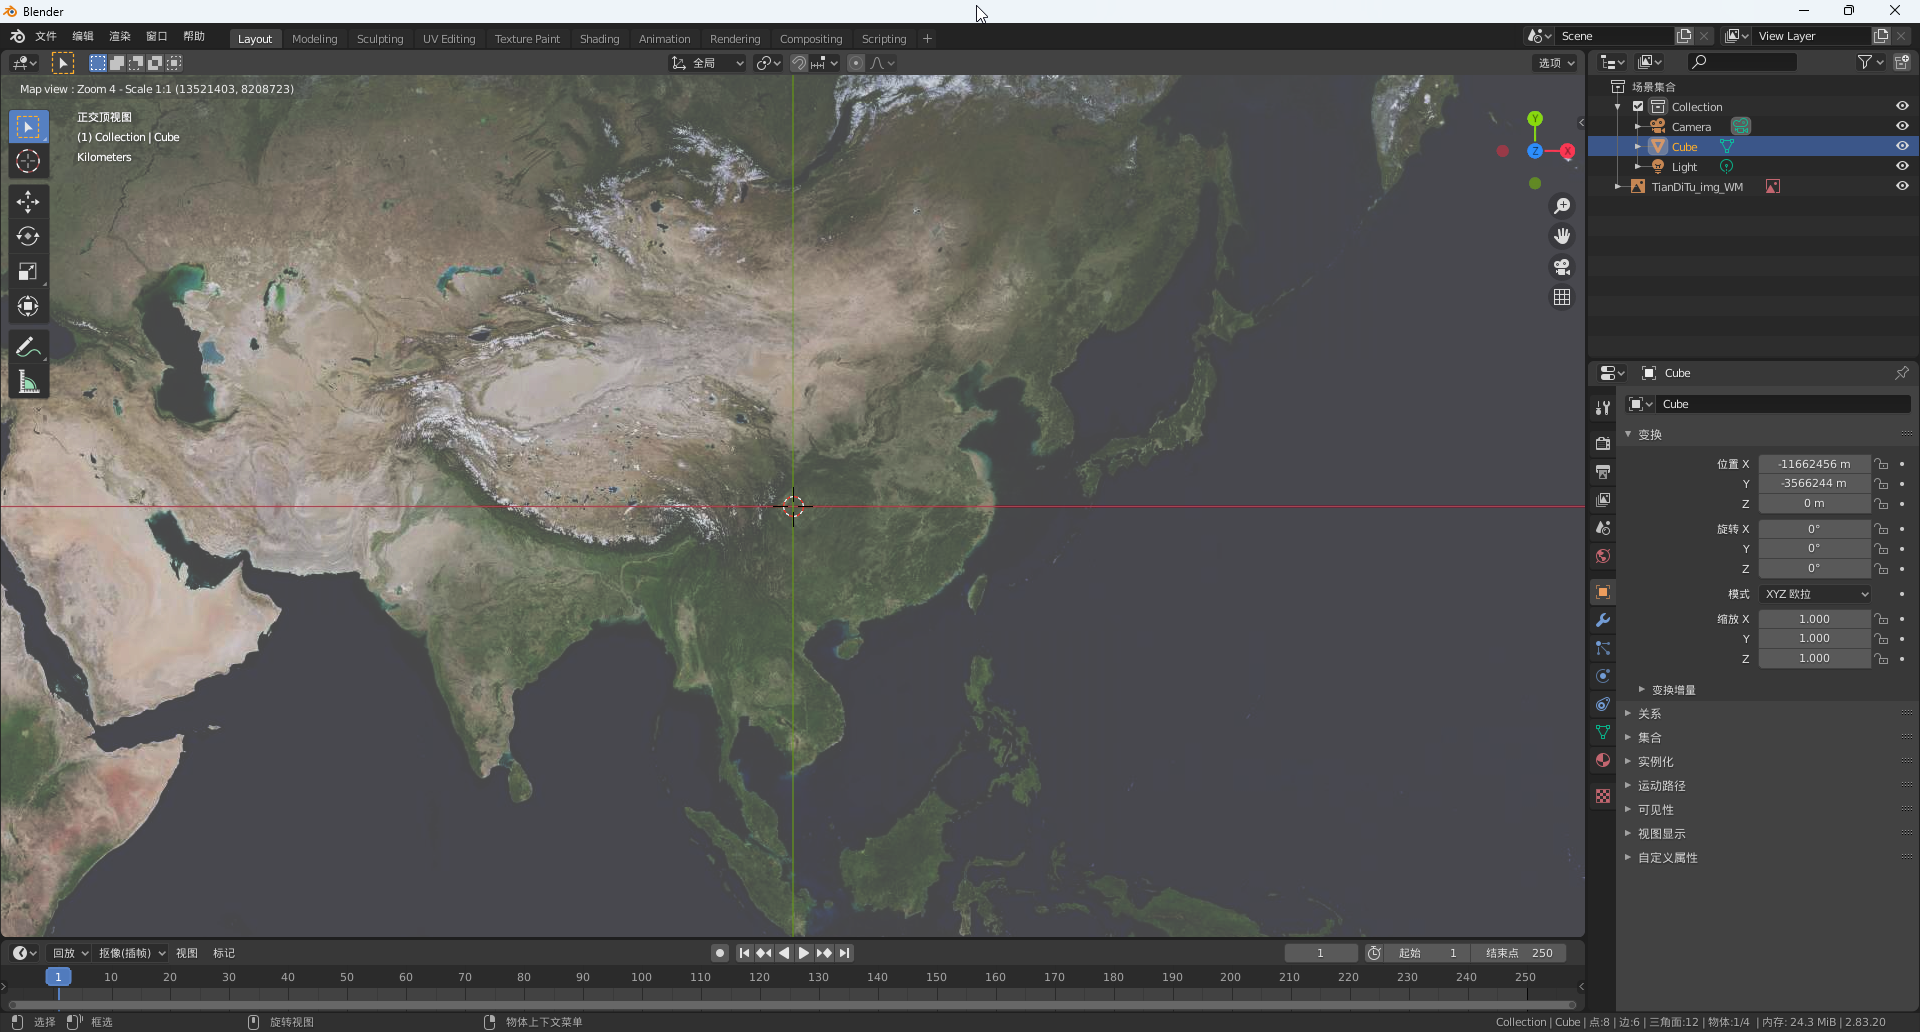 Blender
文件 编辑 渲染 窗口 帮助 Layout Modeling Sculpting UV Editing Texture Paint Shading Animation Rendering Compositing Scripting + Scene View Layer
全局 选项
Map view : Zoom 4 - Scale 1:1 (13521403, 8208723)
正交顶视图
(1) Collection | Cube
Kilometers
Y
Z
X
场景集合
Collection
Camera
Cube
Light
TianDiTu_img_WM
Cube
Cube
变换
位置 X -11662456 m
Y -3566244 m
Z 0 m
旋转 X 0°
Y 0°
Z 0°
模式 XYZ 欧拉
缩放 X 1.000
Y 1.000
Z 1.000
变换增量
关系
集合
实例化
运动路径
可见性
视图显示
自定义属性
回放 抠像(插帧) 视图 标记 1 起始 1 结束点 250
1 10 20 30 40 50 60 70 80 90 100 110 120 130 140 150 160 170 180 190 200 210 220 230 240 250
选择 框选 旋转视图 物体上下文菜单 Collection | Cube | 点:8 | 边:6 | 三角面:12 | 物体:1/4 | 内存: 24.3 MiB | 2.83.20